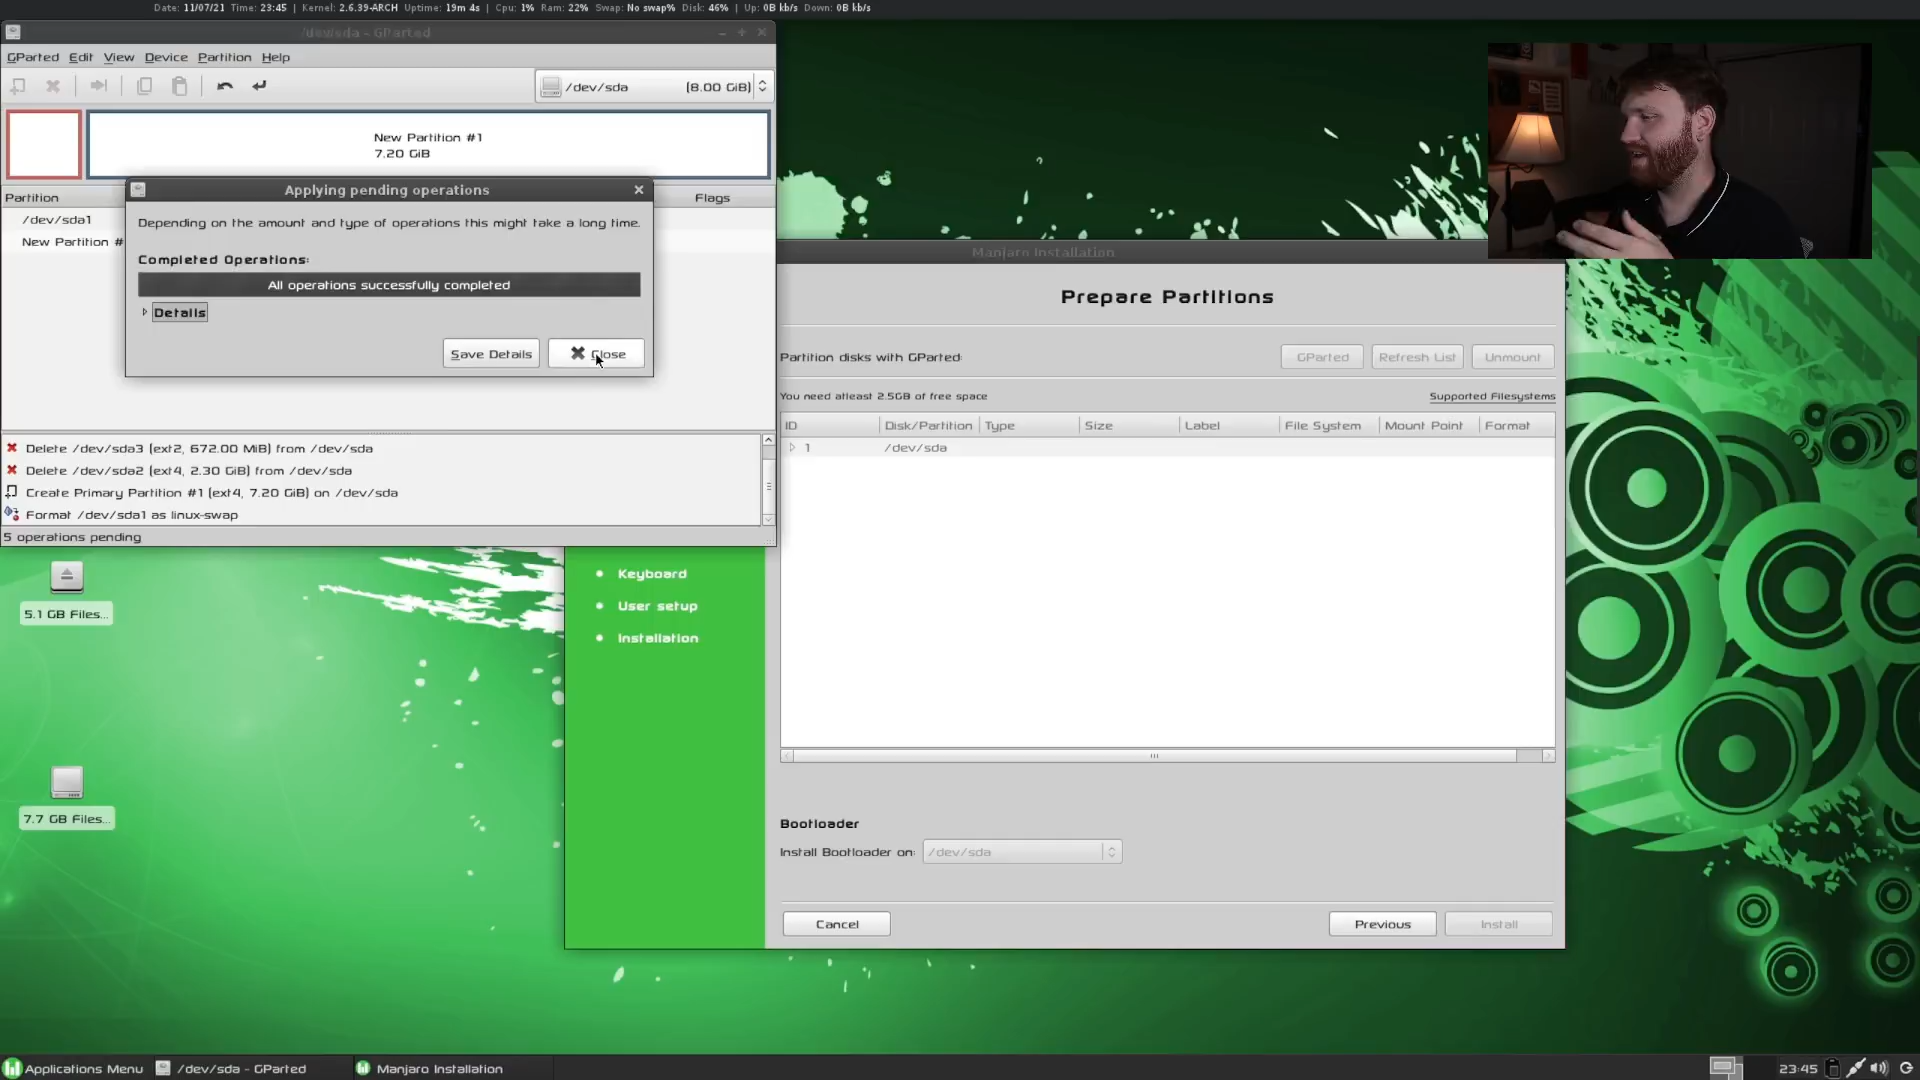 Date: 11/07/21 Time: 23:45 | Kernel: 2.6.39-ARCH Uptime: 19m 4s | Cpu: 1% Ram: 22% Swap: No swap% Disk: 46% | Up: 0B kb/s Down: 0B kb/s
/dev/sda - GParted
GParted Edit View Device Partition Help
/dev/sda (8.00 GiB)
New Partition #1
7.20 GiB
Partition Flags
/dev/sda1
New Partition #
Applying pending operations
Depending on the amount and type of operations this might take a long time.
Completed Operations:
All operations successfully completed
Details
Save Details Close
Delete /dev/sda3 (ext2, 672.00 MiB) from /dev/sda
Delete /dev/sda2 (ext4, 2.30 GiB) from /dev/sda
Create Primary Partition #1 (ext4, 7.20 GiB) on /dev/sda
Format /dev/sda1 as linux-swap
5 operations pending
Manjaro Installation
Prepare Partitions
Partition disks with GParted: GParted Refresh List Unmount
You need atleast 2.5GB of free space Supported Filesystems
ID Disk/Partition Type Size Label File System Mount Point Format
1 /dev/sda
Keyboard
User setup
Installation
Bootloader
Install Bootloader on: /dev/sda
Cancel Previous Install
5.1 GB Files...
7.7 GB Files...
Applications Menu /dev/sda - GParted Manjaro Installation 23:45